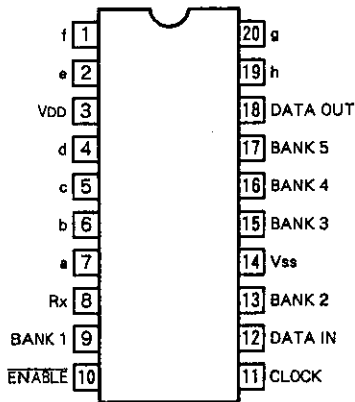 f 1 20 g
e 2 19 h
VDD 3 18 DATA OUT
d 4 17 BANK 5
c 5 16 BANK 4
b 6 15 BANK 3
a 7 14 Vss
Rx 8 13 BANK 2
BANK 1 9 12 DATA IN
ENABLE 10 11 CLOCK